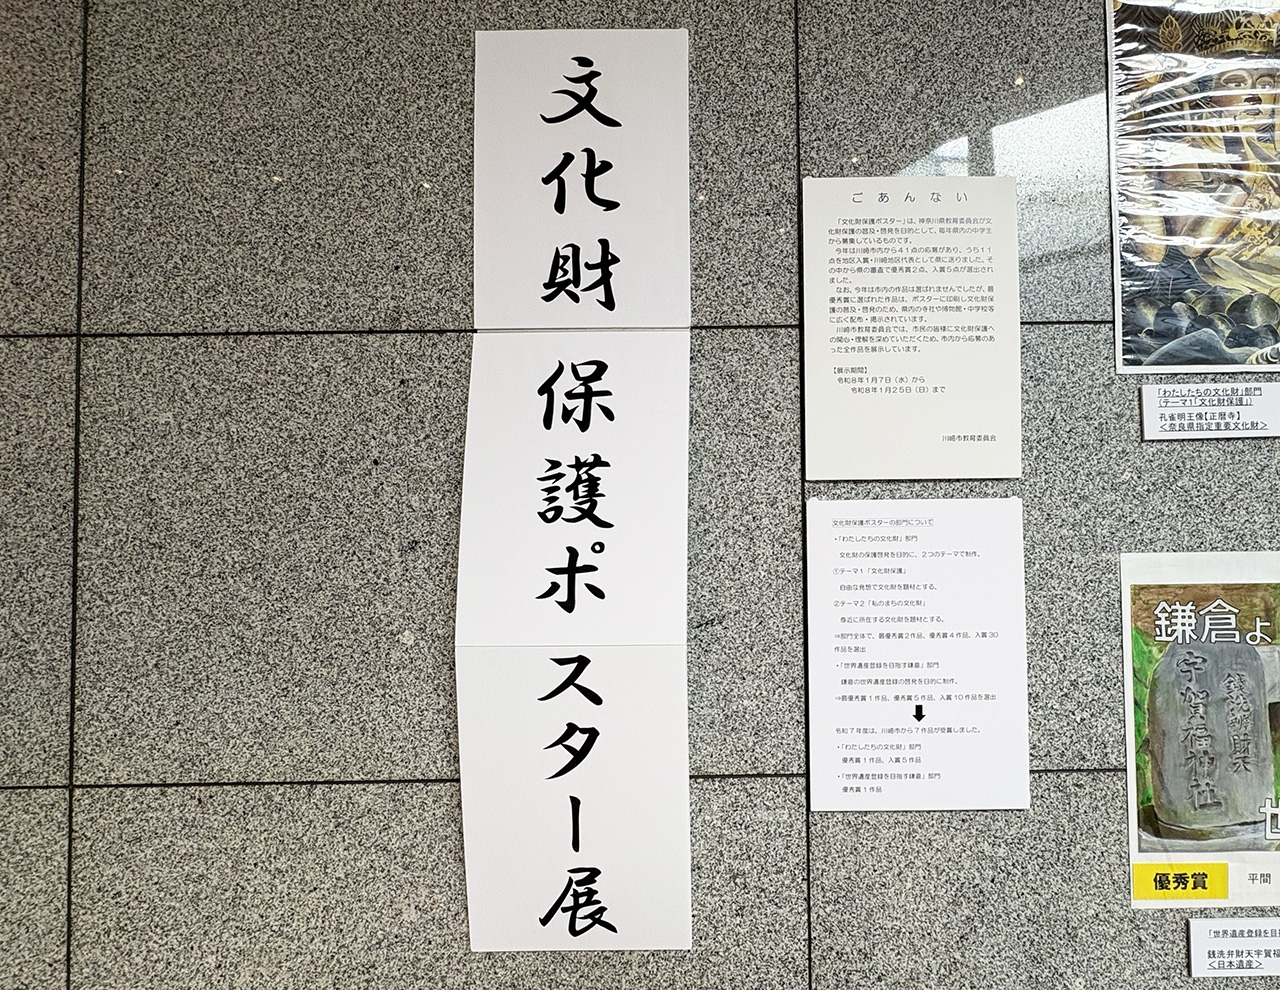 文化財保護ポスター展
ごあんない
「文化財保護ポスター」は、神奈川県教育委員会が文
化財保護の普及・啓発を目的として、毎年県内の中学生
から募集しているものです。
今年は川崎市内から41点の応募があり、うち11
点を地区入賞・川崎地区代表として県に送りました。そ
の中から県の審査で優秀賞2点、入賞5点が選出され
ました。
なお、今年は市内の作品は選ばれませんでしたが、最
優秀賞に選ばれた作品は、ポスターに印刷し文化財保
護の普及・啓発のため、県内の寺社や博物館・中学校等
に広く配布・掲示されています。
川崎市教育委員会では、市民の皆様に文化財保護へ
の関心・理解を深めていただくため、市内から応募のあ
った全作品を展示しています。
【展示期間】
令和8年1月7日（水）から
令和8年1月25日（日）まで
川崎市教育委員会
文化財保護ポスターの部門について
・「わたしたちの文化財」部門
文化財の保護啓発を目的に、2つのテーマで制作。
①テーマ1「文化財保護」
自由な発想で文化財を題材とする。
②テーマ2「私のまちの文化財」
身近に所在する文化財を題材とする。
⇒部門全体で、最優秀賞2作品、優秀賞4作品、入賞30
作品を選出
・「世界遺産登録を目指す鎌倉」部門
鎌倉の世界遺産登録の啓発を目的に制作。
⇒最優秀賞1作品、優秀賞5作品、入賞10作品を選出
令和7年度は、川崎市から7作品が受賞しました。
・「わたしたちの文化財」部門
優秀賞1作品、入賞5作品
・「世界遺産登録を目指す鎌倉」部門
優秀賞1作品
「わたしたちの文化財」部門
（テーマ1「文化財保護」）
孔雀明王像【正暦寺】
＜奈良県指定重要文化財＞
鎌倉よ
宇賀福神社
世
優秀賞
平間
「世界遺産登録を目
銭洗弁財天宇賀福
＜日本遺産＞